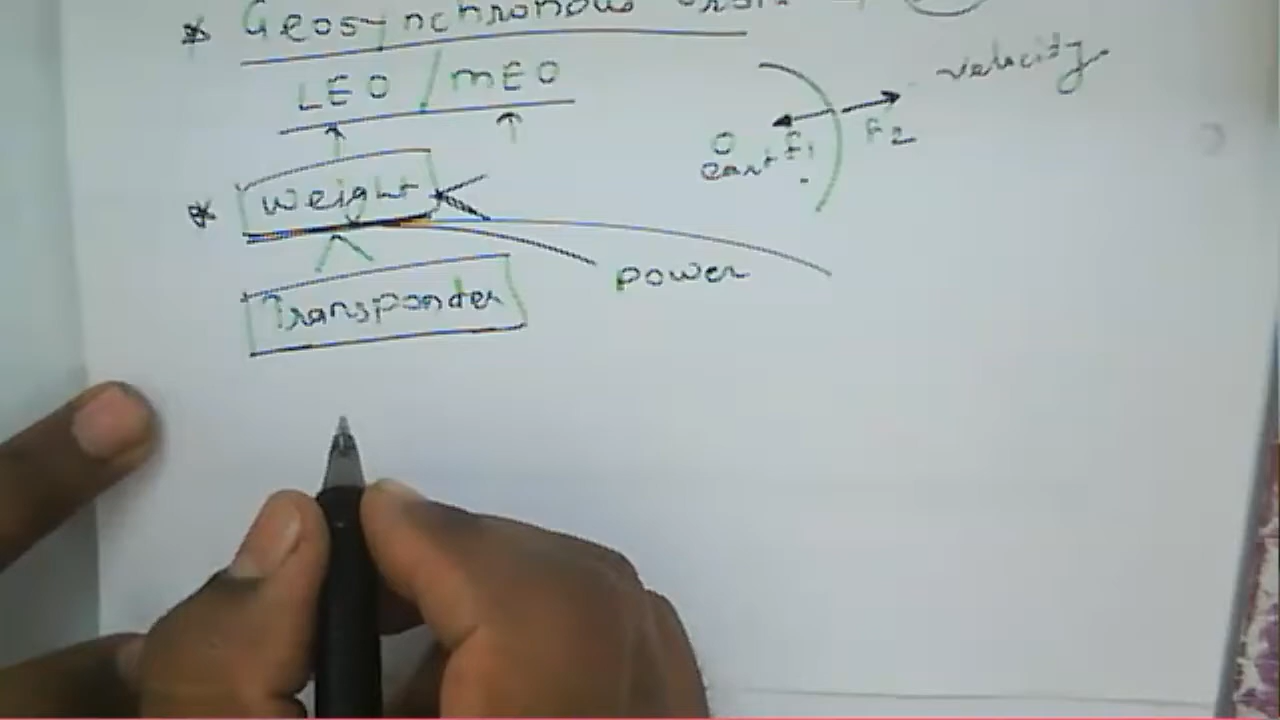 * Geosynchronous
LEO / MEO
velocity
F1
F2
earth
* Weight
power
Transponder